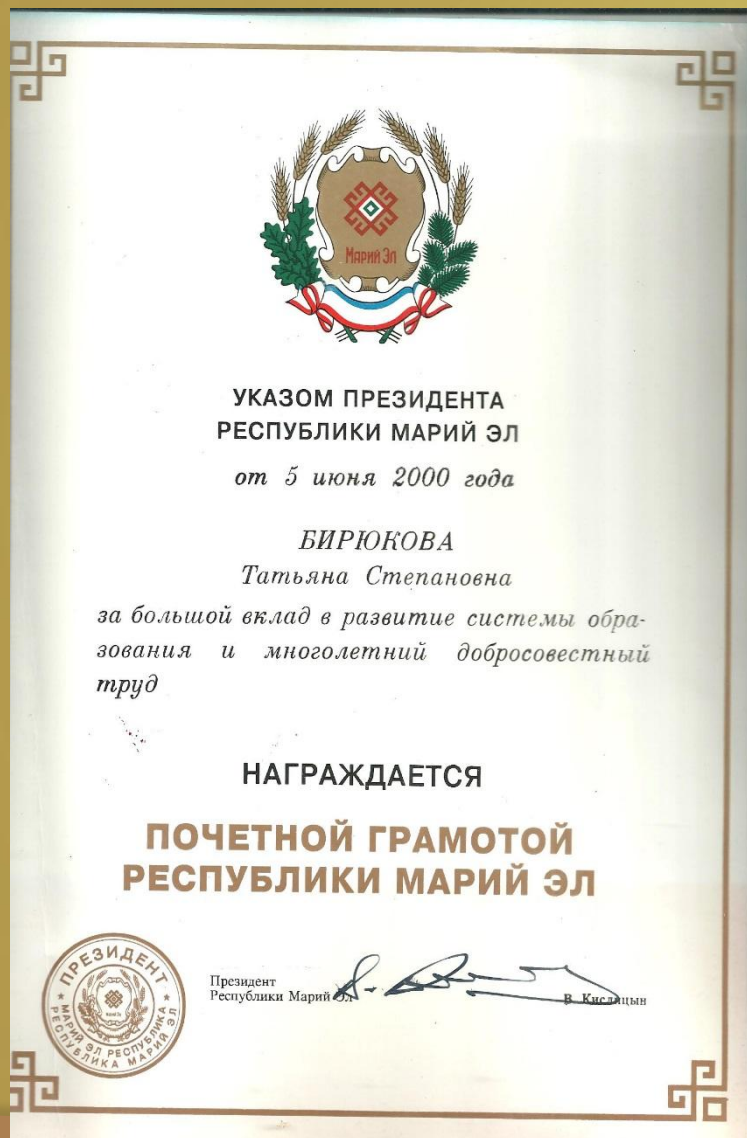 Марий Эл
УКАЗОМ ПРЕЗИДЕНТА
РЕСПУБЛИКИ МАРИЙ ЭЛ
от 5 июня 2000 года
БИРЮКОВА
Татьяна Степановна
за большой вклад в развитие системы обра-
зования и многолетний добросовестный
труд
НАГРАЖДАЕТСЯ
ПОЧЕТНОЙ ГРАМОТОЙ
РЕСПУБЛИКИ МАРИЙ ЭЛ
ПРЕЗИДЕНТ
МАРИЙ ЭЛ РЕСПУБЛИКА
РЕСПУБЛИКА МАРИЙ ЭЛ
Президент
Республики Марий Эл
В. Кислицын